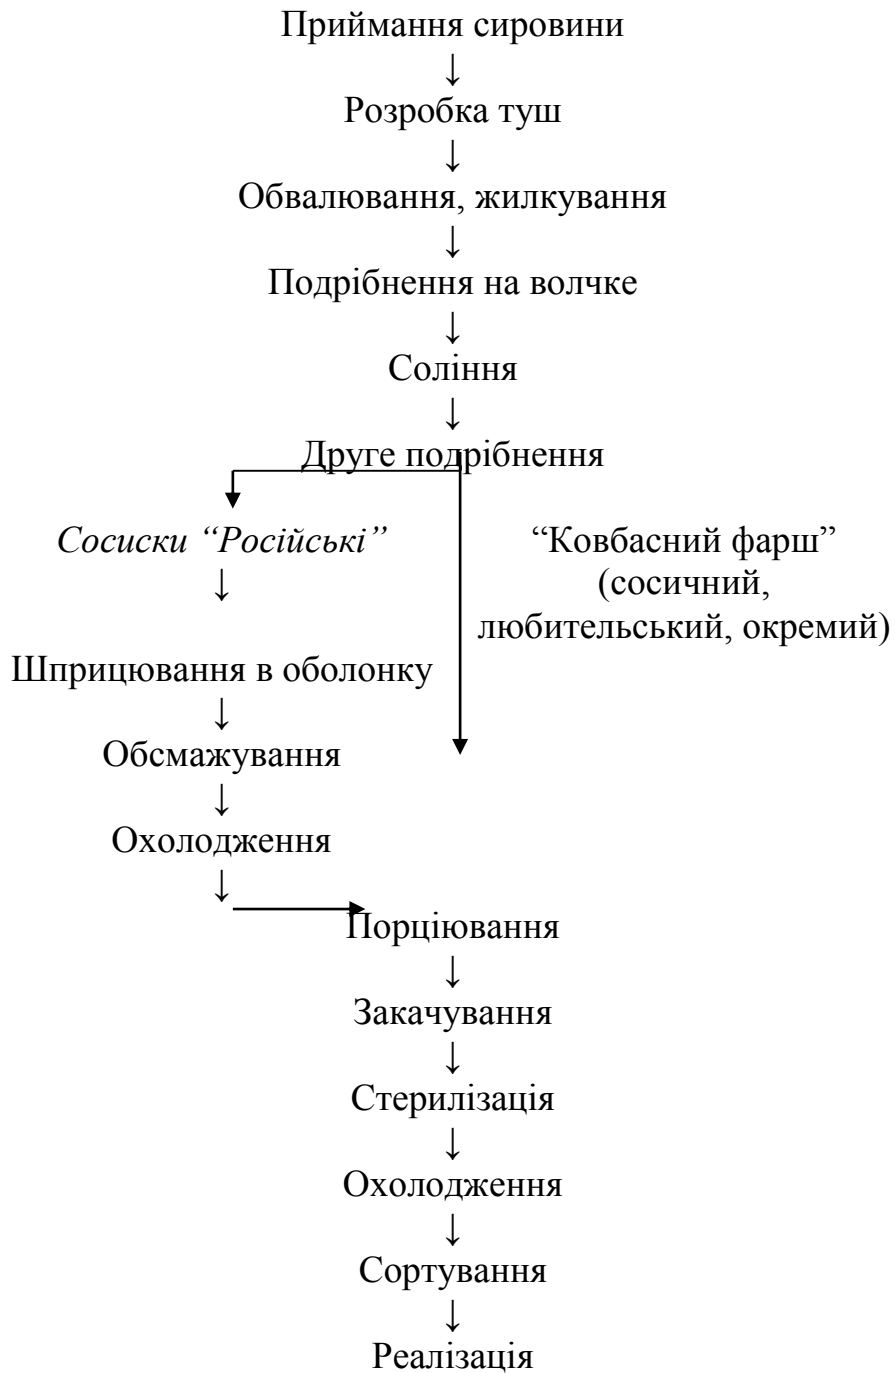 Приймання сировини
↓
Розробка туш
↓
Обвалювання, жилкування
↓
Подрібнення на волчке
↓
Соління
↓
Друге подрібнення
Сосиски “Російські”
↓
“Ковбасний фарш”
(сосичний,
любительський, окремий)
Шприцювання в оболонку
↓
Обсмажування
↓
Охолодження
↓
Порціювання
↓
Закачування
↓
Стерилізація
↓
Охолодження
↓
Сортування
↓
Реалізація